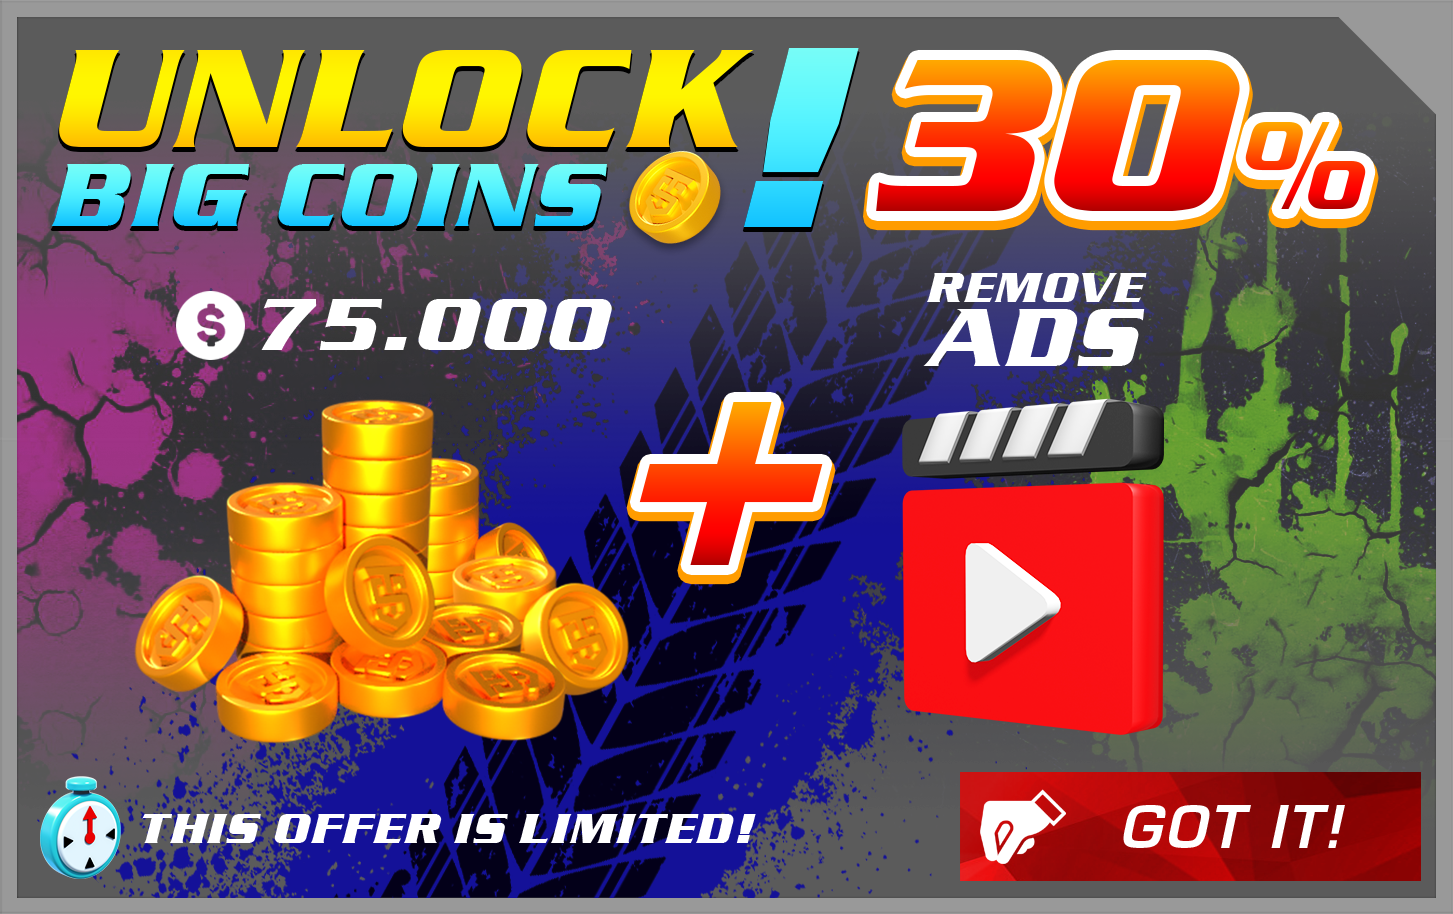 UNLOCK!
BIG COINS
30%
$ 75.000
REMOVE
ADS
THIS OFFER IS LIMITED!
GOT IT!